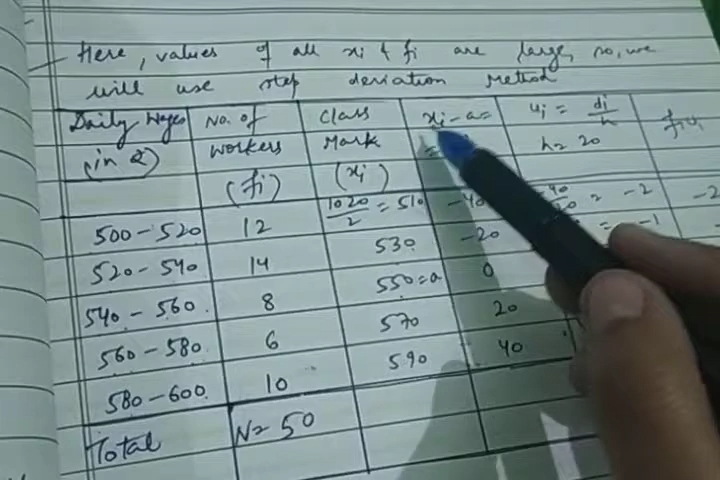 Here, values of all xi & fi are large, so, we
will use step deviation Method
Daily Wages (in ₹) No. of workers (fi) Class Mark (xi) xi - a = ui = di/h h = 20 fiui
500 - 520 12 1020/2 = 510 -40 = -2 -2
520 - 540 14 530 -20 = -1
540 - 560 8 550 = a 0
560 - 580 6 570 20
580 - 600 10 590 40
Total N = 50